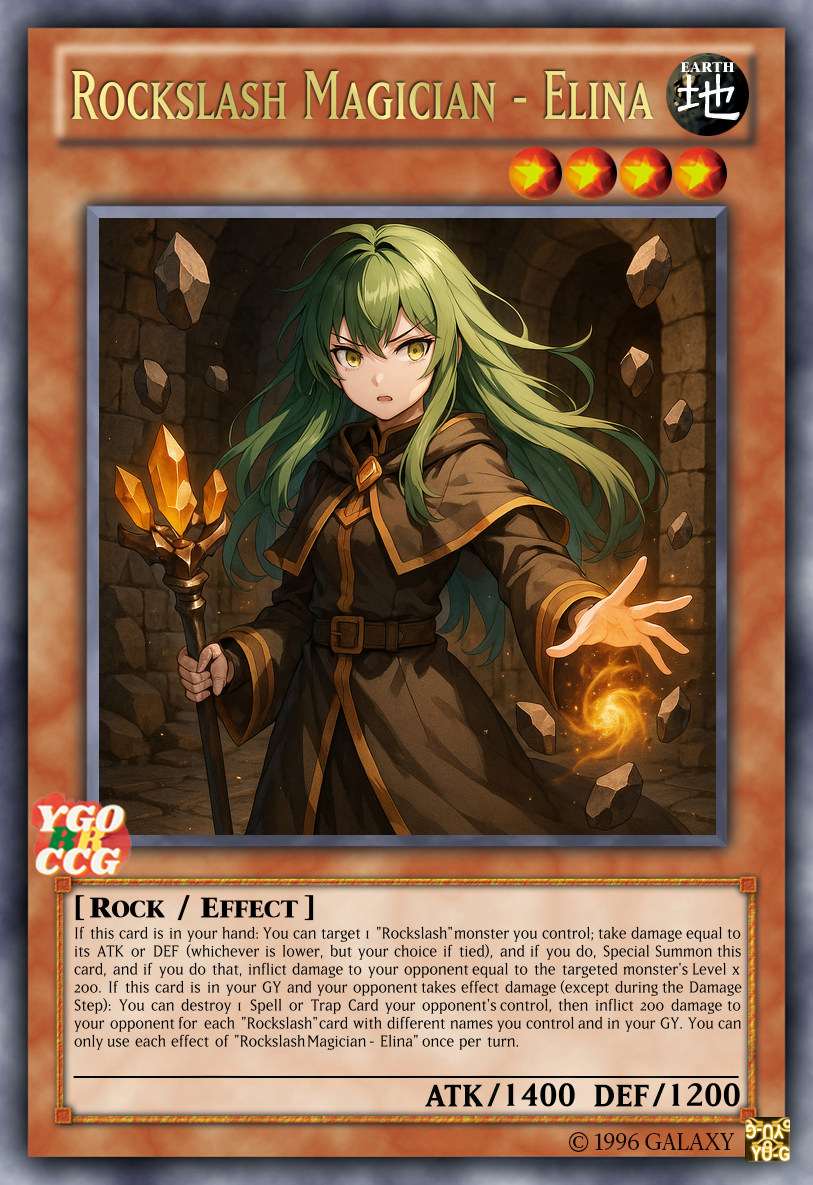 Rockslash Magician - Elina
EARTH
地
[ Rock / Effect ]
If this card is in your hand: You can target 1 "Rockslash" monster you control; take damage equal to
its ATK or DEF (whichever is lower, but your choice if tied), and if you do, Special Summon this
card, and if you do that, inflict damage to your opponent equal to the targeted monster's Level x
200. If this card is in your GY and your opponent takes effect damage (except during the Damage
Step): You can destroy 1 Spell or Trap Card your opponent's control, then inflict 200 damage to
your opponent for each "Rockslash" card with different names you control and in your GY. You can
only use each effect of "Rockslash Magician - Elina" once per turn.
ATK/1400 DEF/1200
© 1996 GALAXY
YGO
RR
CCG
YU-G